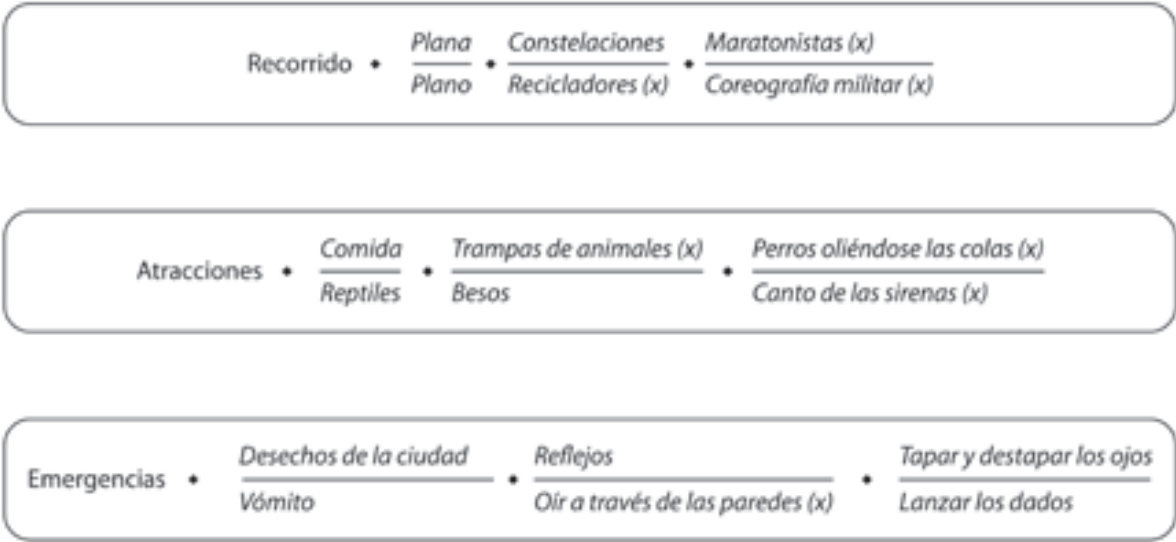 Plana Constelaciones Maratonistas (x)
Recorrido • • •
Plano Recicladores (x) Coreografía militar (x)
Comida Trampas de animales (x) Perros oliéndose las colas (x)
Atracciones • • •
Reptiles Besos Canto de las sirenas (x)
Desechos de la ciudad Reflejos Tapar y destapar los ojos
Emergencias • • •
Vómito Oír a través de las paredes (x) Lanzar los dados